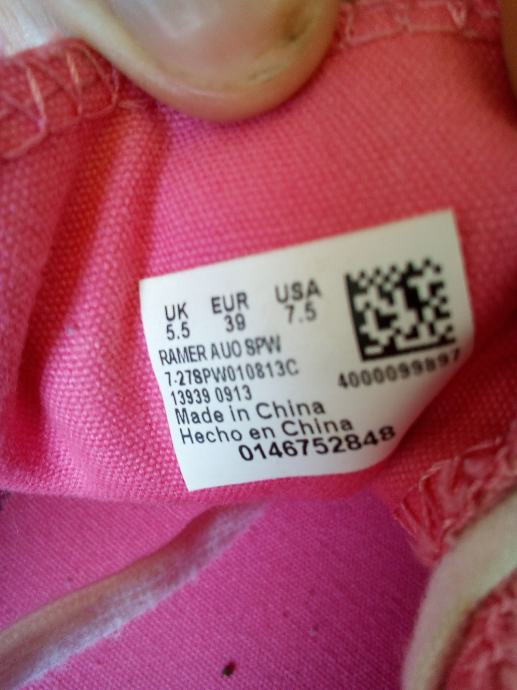 UK EUR USA
5.5 39 7.5
RAMER AUO SPW
7-278PW010813C
13939 0913
4000099897
Made in China
Hecho en China
0146752848